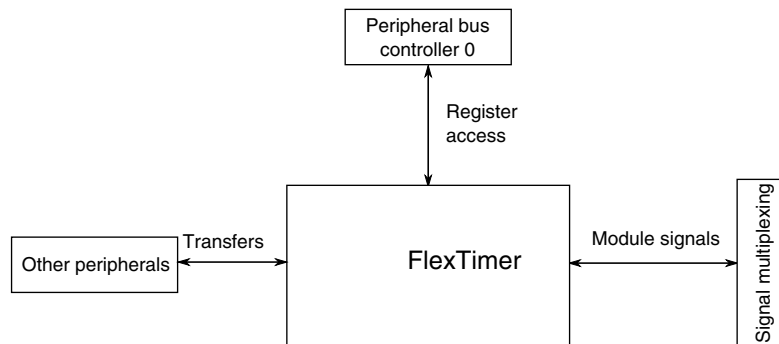 Peripheral bus
controller 0
Register
access
Transfers
Other peripherals
FlexTimer
Module signals
Signal multiplexing